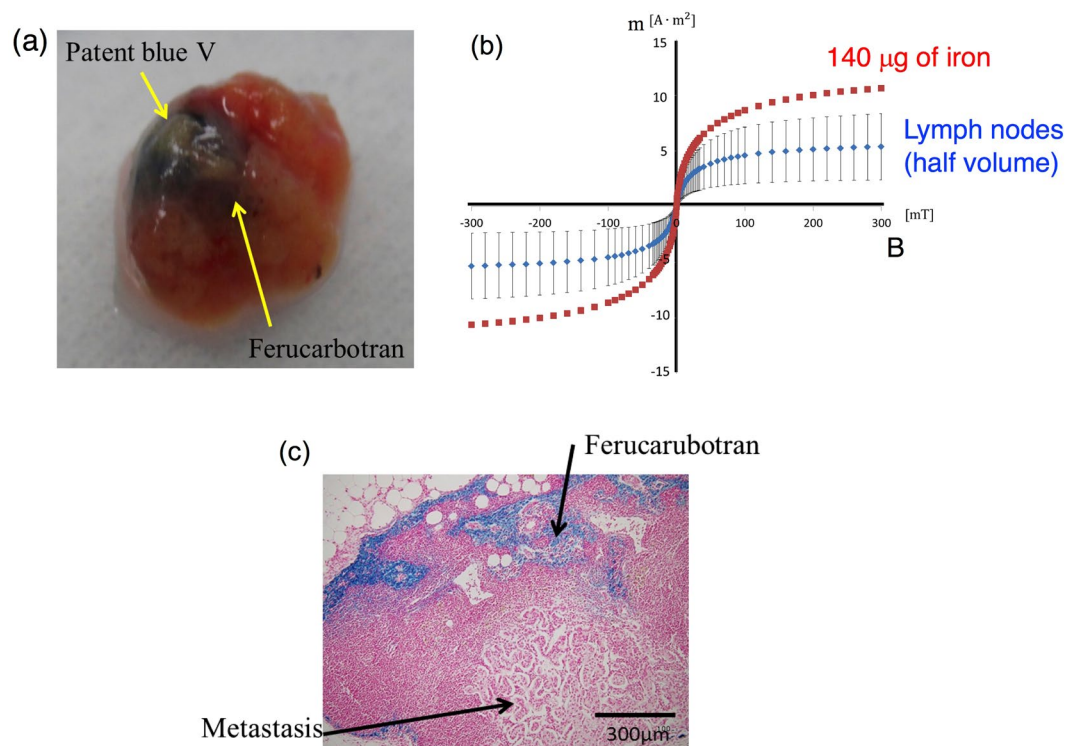 (a)
Patent blue V
Ferucarbotran
(b)
m [A·m²]
140 μg of iron
Lymph nodes
(half volume)
15
10
5
-300
-200
-100
0
100
200
300
[mT]
B
-5
-10
-15
(c)
Ferucarubotran
Metastasis
300μm